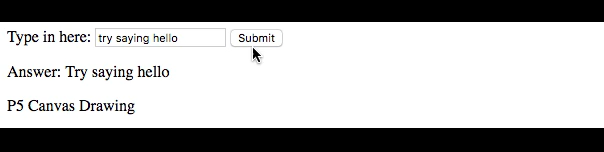 Type in here: try saying hello Submit
Answer: Try saying hello
P5 Canvas Drawing